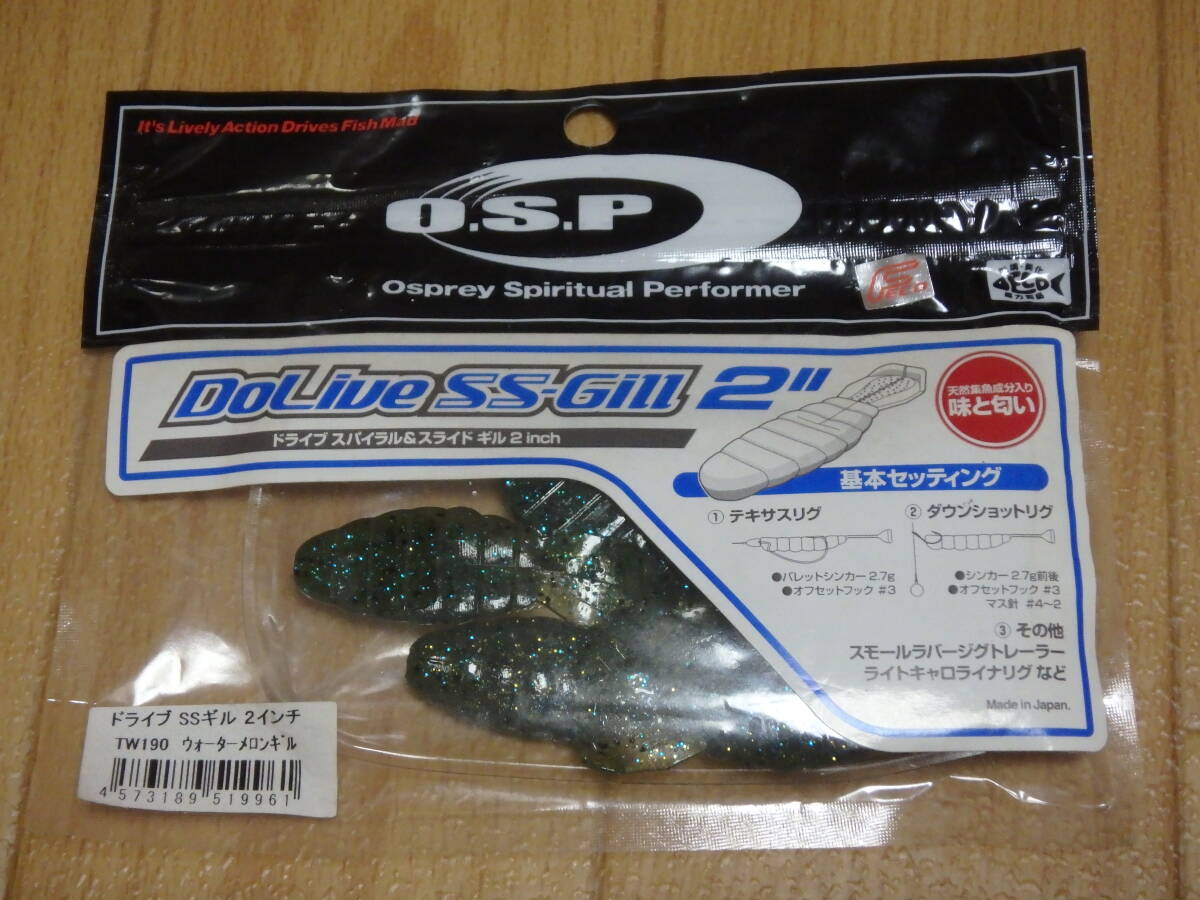 It's Lively Action Drives Fish Mad
O.S.P
Osprey Spiritual Performer
Feco
DoLive SS-Gill 2"
ドライブ スパイラル&スライド ギル 2 inch
天然集魚成分入り
味と匂い
基本セッティング
① テキサスリグ
●バレットシンカー 2.7g
●オフセットフック #3
② ダウンショットリグ
●シンカー 2.7g前後
●オフセットフック #3
マス針 #4~2
③ その他
スモールラバージグトレーラー
ライトキャロライナリグ など
Made in Japan.
ドライブ SSギル 2インチ
TW190 ウォーターメロンギル
4 573189 519961